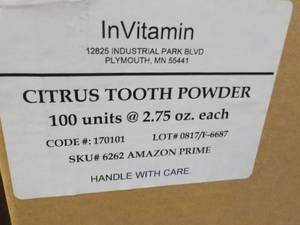 InVitamin
12825 INDUSTRIAL PARK BLVD
PLYMOUTH, MN 55441
CITRUS TOOTH POWDER
100 units @ 2.75 oz. each
CODE #: 170101 LOT# 0817/F-6687
SKU# 6262 AMAZON PRIME
HANDLE WITH CARE.